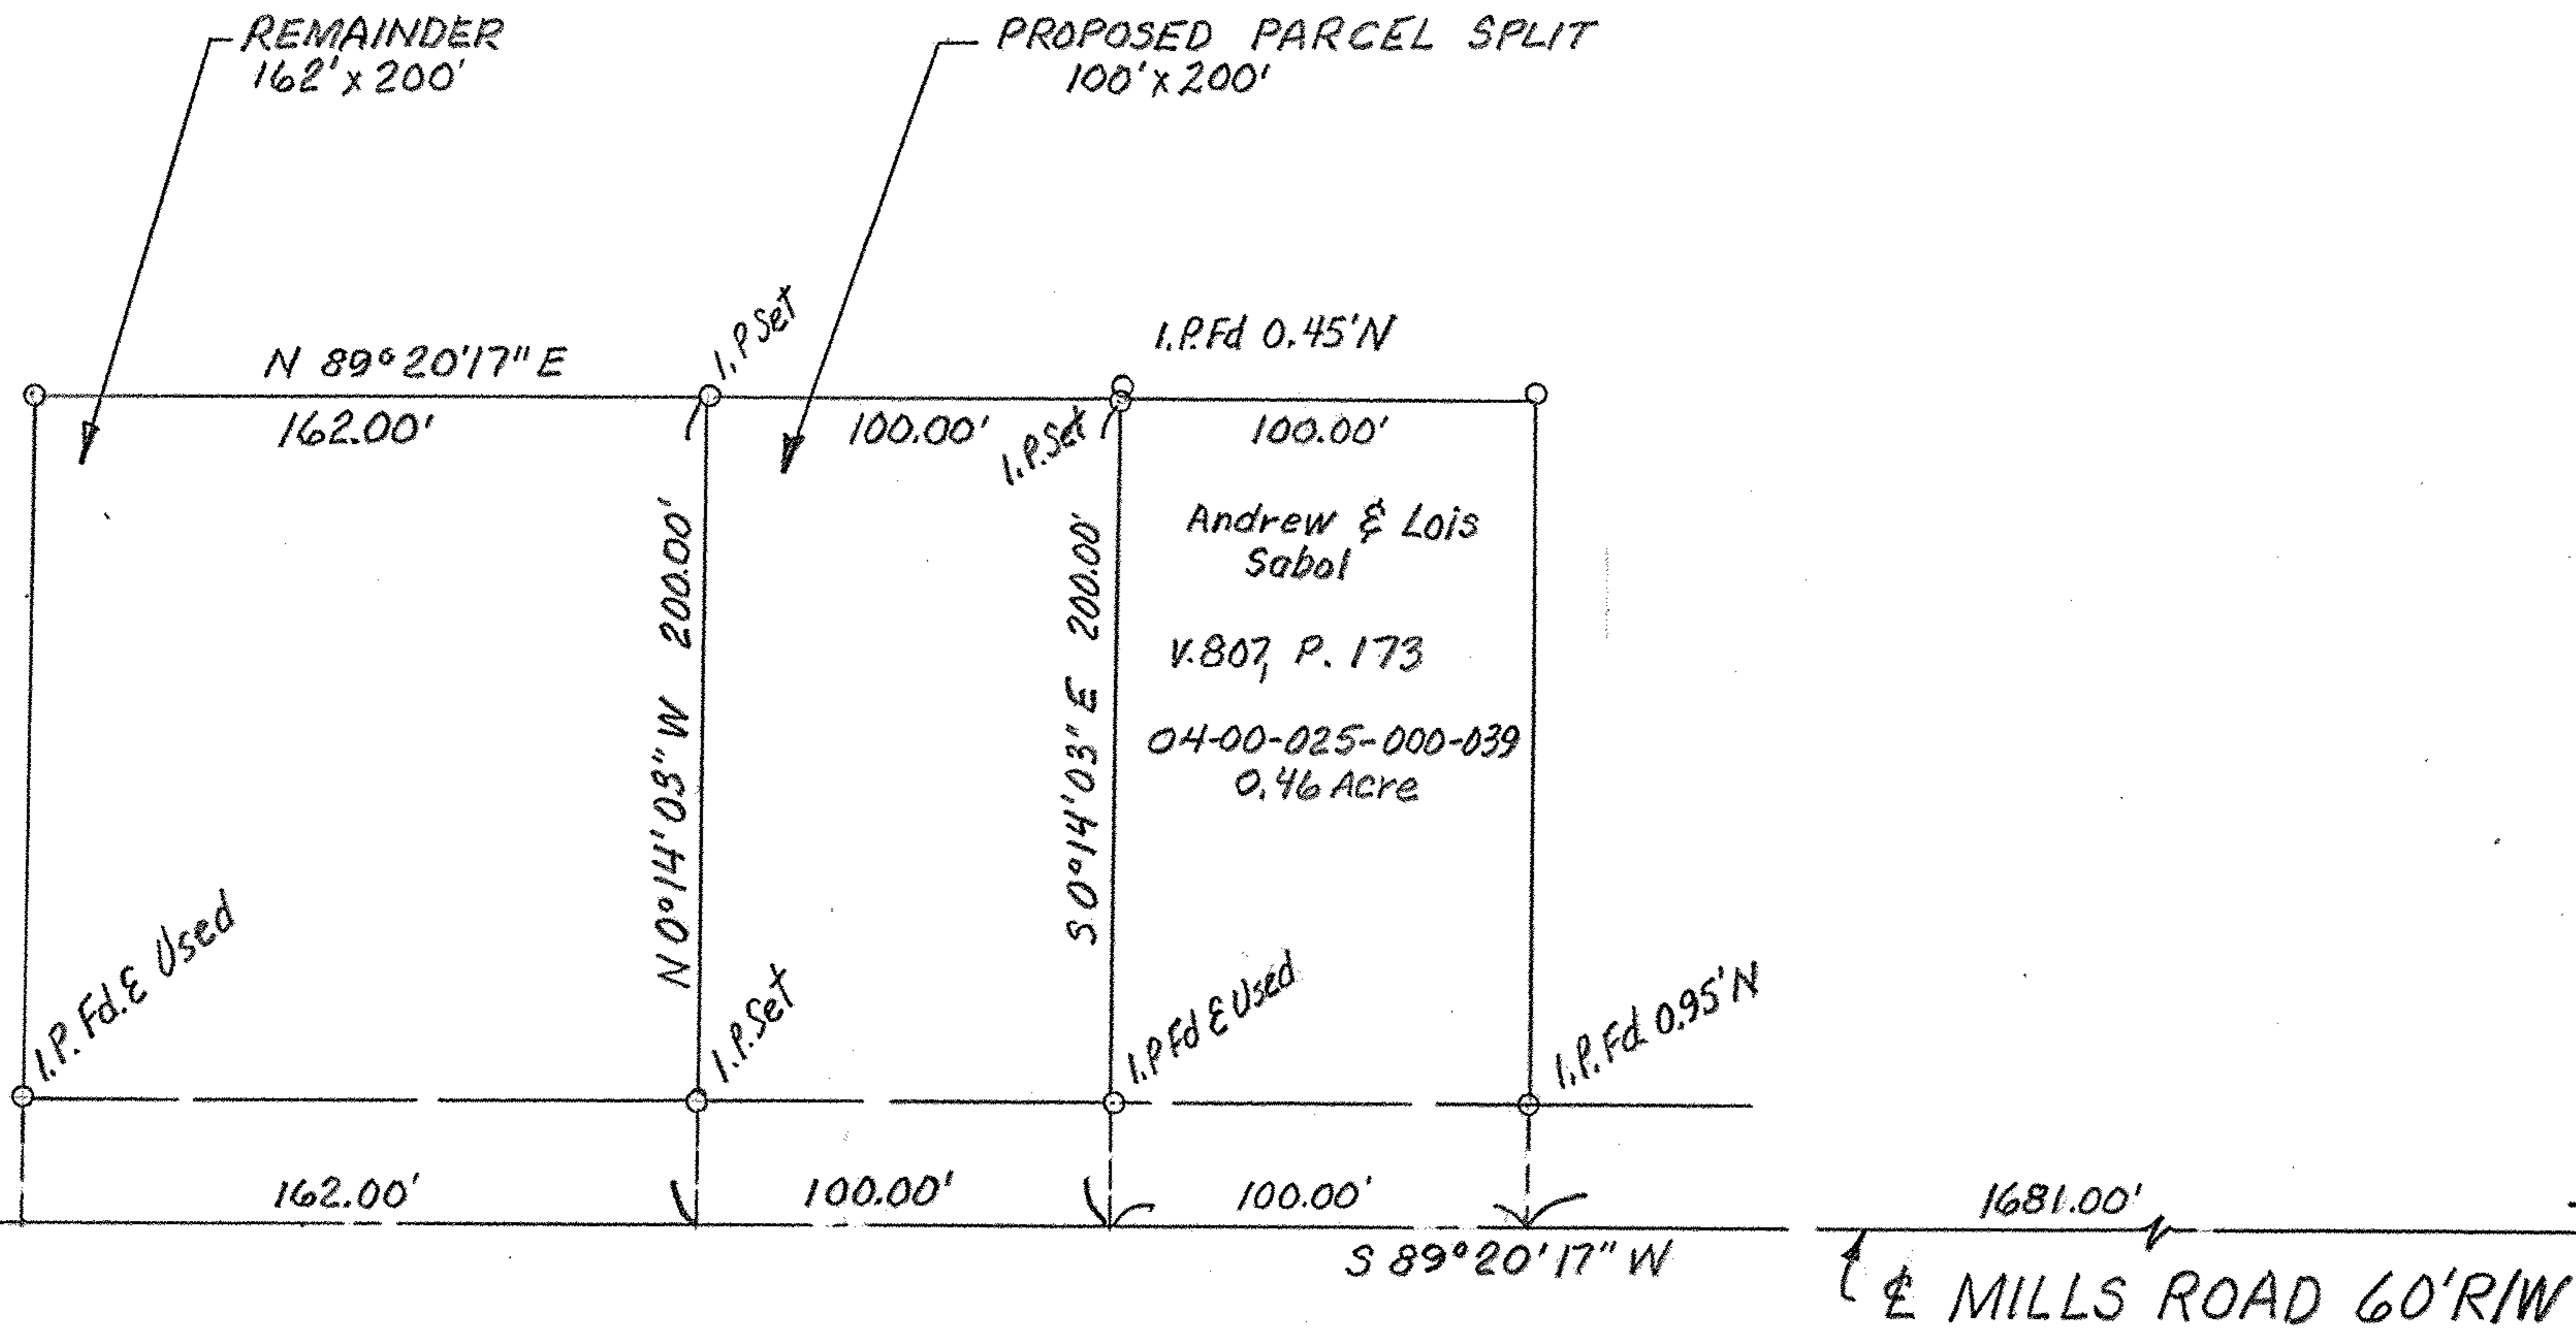 REMAINDER
162' x 200'
PROPOSED PARCEL SPLIT
100' x 200'
I.P. Set
I.P. Fd 0.45' N
N 89° 20' 17" E
162.00'
100.00'
I.P. Set
100.00'
Andrew & Lois
Sabol
V. 807, P. 173
04-00-025-000-039
0.46 Acre
N 0° 14' 03" W 200.00'
S 0° 14' 03" E 200.00'
I.P. Fd. & Used
I.P. Set
I.P. Fd & Used
I.P. Fd. 0.95' N
162.00'
100.00'
100.00'
1681.00'
S 89° 20' 17" W
℄ MILLS ROAD 60' R/W